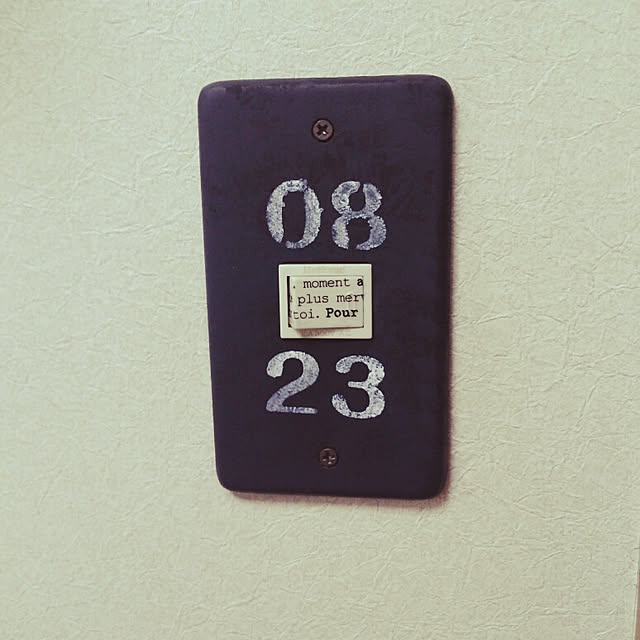 08
. moment a
plus mer
toi. Pour
23